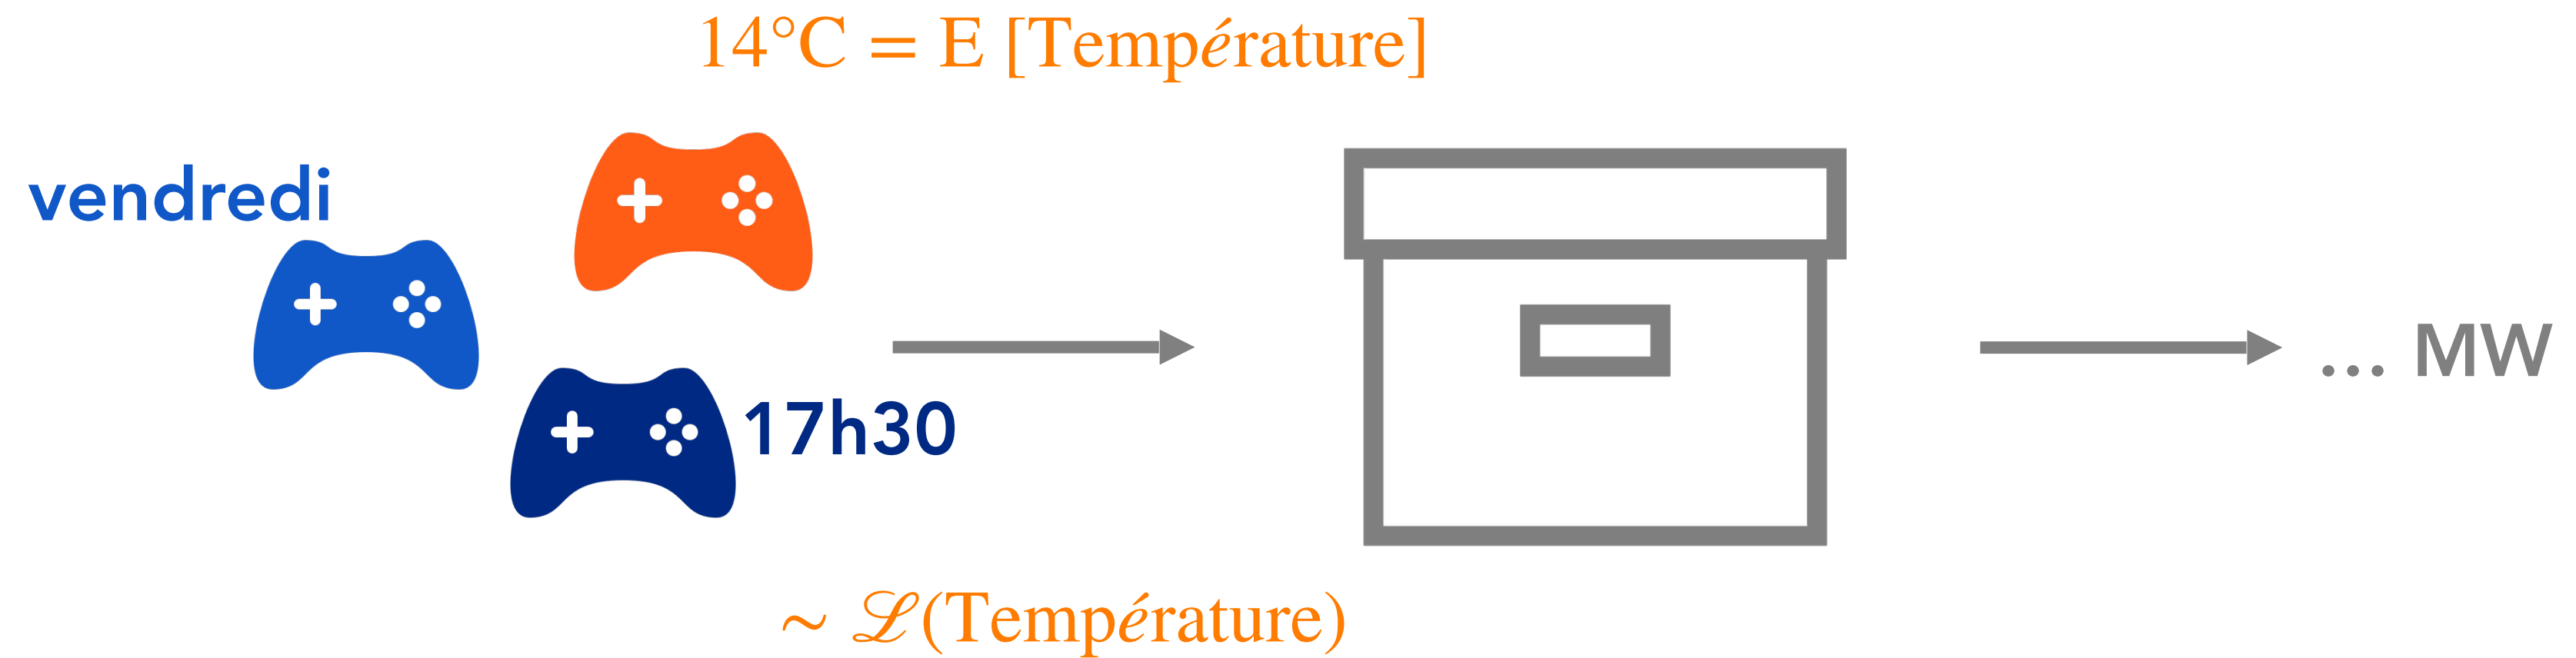 14°C = E [Température]
vendredi
17h30
... MW
~ ℒ(Température)